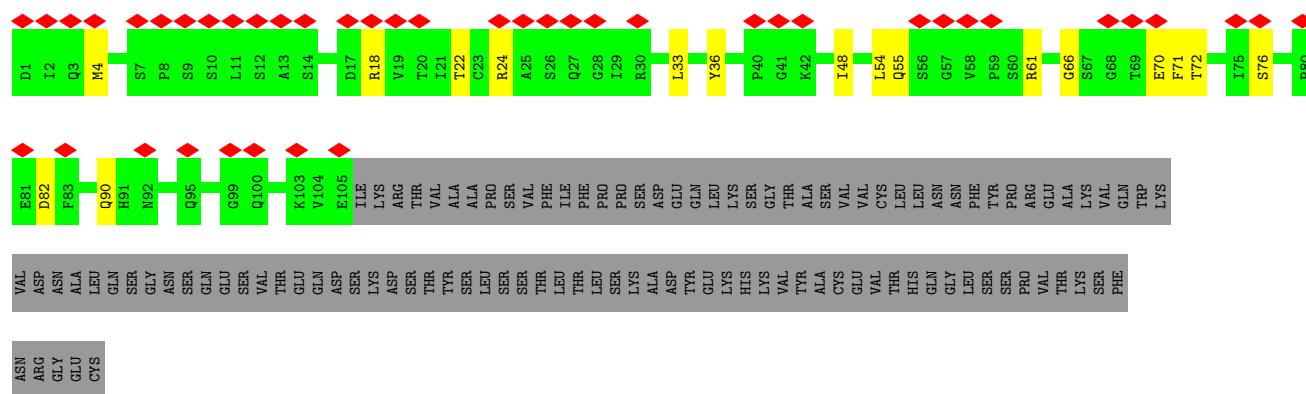 D1 I2 Q3 M4 S7 P8 S9 S10 L11 S12 A13 S14 D17 R18 V19 T20 I21 T22 C23 R24 A25 S26 Q27 G28 I29 R30 L33 Y36 P40 G41 K42 I48 L54 Q55 S56 G57 V58 P59 S60 R61 G66 S67 G68 T69 E70 F71 T72 I75 S76 P80
E81 D82 F83 Q90 H91 N92 Q95 G99 Q100 K103 V104 E105 ILE LYS ARG THR VAL ALA ALA PRO SER VAL PHE ILE PHE PRO PRO SER ASP GLU GLN LEU LYS SER GLY THR ALA SER VAL VAL CYS LEU LEU ASN ASN PHE TYR PRO ARG GLU ALA LYS VAL GLN TRP LYS
VAL ASP ASN ALA LEU GLN SER GLY ASN SER GLN GLU SER VAL THR GLU GLN ASP SER LYS ASP SER THR TYR SER LEU SER SER THR LEU THR LEU SER LYS ALA ASP TYR GLU LYS HIS LYS VAL TYR ALA CYS GLU VAL THR HIS GLN GLY LEU SER SER PRO VAL THR LYS SER PHE
ASN ARG GLY GLU CYS